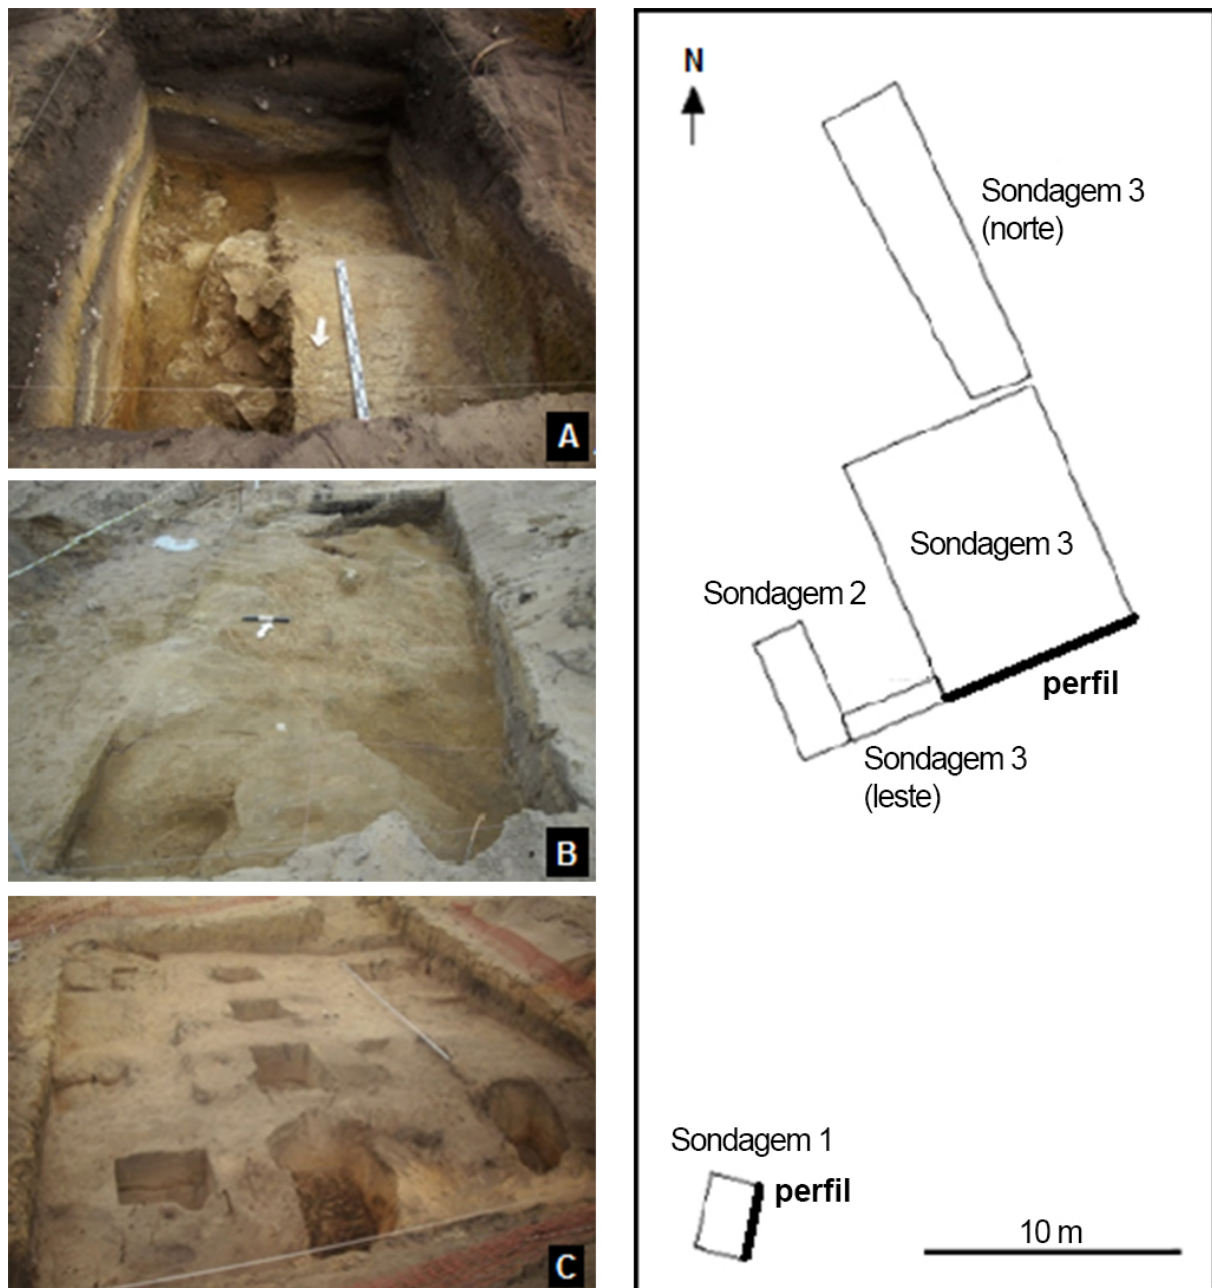 A
B
C
N
Sondagem 3
(norte)
Sondagem 3
Sondagem 2
perfil
Sondagem 3
(leste)
Sondagem 1
perfil
10 m